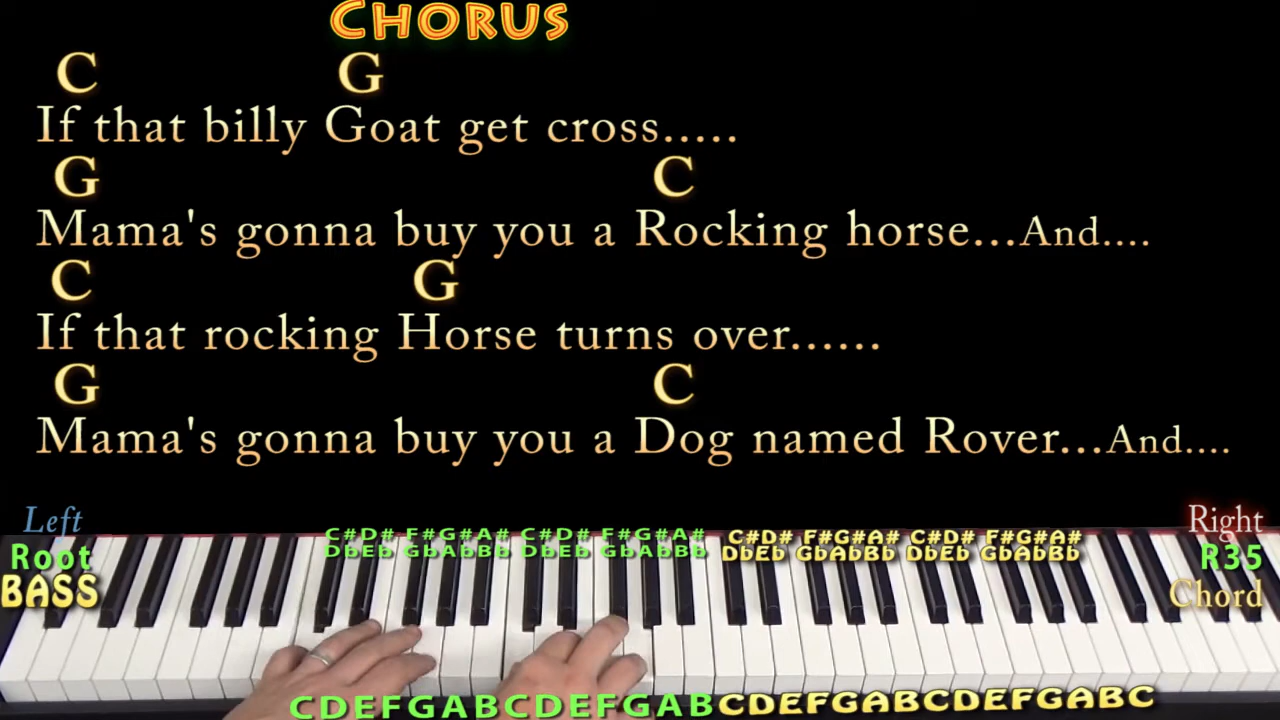 CHORUS
C G
If that billy Goat get cross.....
G C
Mama's gonna buy you a Rocking horse...And....
C G
If that rocking Horse turns over......
G C
Mama's gonna buy you a Dog named Rover...And....
Left
Root
BASS
C#D# F#G#A# C#D# F#G#A# C#D# F#G#A# C#D# F#G#A#
DbEb GbAbBb DbEb GbAbBb DbEb GbAbBb DbEb GbAbBb
Right
R35
Chord
CDEFGABCDEFGABCDEFGABCDEFGABC